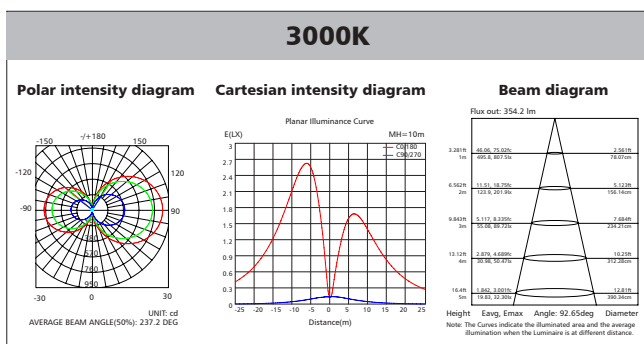 3000K
Polar intensity diagram
Cartesian intensity diagram
Beam diagram
-150
-/+180
150
-120
120
-90
90
380
570
760
950
-30
0
30
UNIT: cd
AVERAGE BEAM ANGLE(50%): 237.2 DEG
Planar Illuminance Curve
E(LX)
MH=10m
C0/180
C90/270
3
2.7
2.4
2.1
1.8
1.5
1.2
0.9
0.6
0.3
0
-25 -20 -15 -10 -5 0 5 10 15 20 25
Distance(m)
Flux out: 354.2 lm
3.281ft 46.06, 75.02fc 2.561ft
1m 495.8, 807.5lx 78.07cm
6.562ft 11.51, 18.75fc 5.123ft
2m 123.9, 201.9lx 156.14cm
9.843ft 5.117, 8.335fc 7.684ft
3m 55.08, 89.72lx 234.21cm
13.12ft 2.879, 4.689fc 10.25ft
4m 30.98, 50.47lx 312.28cm
16.4ft 1.842, 3.001fc 12.81ft
5m 19.83, 32.30lx 390.34cm
Height Eavg, Emax Angle: 92.65deg Diameter
Note: The Curves indicate the illuminated area and the average
illumination when the Luminaire is at different distance.